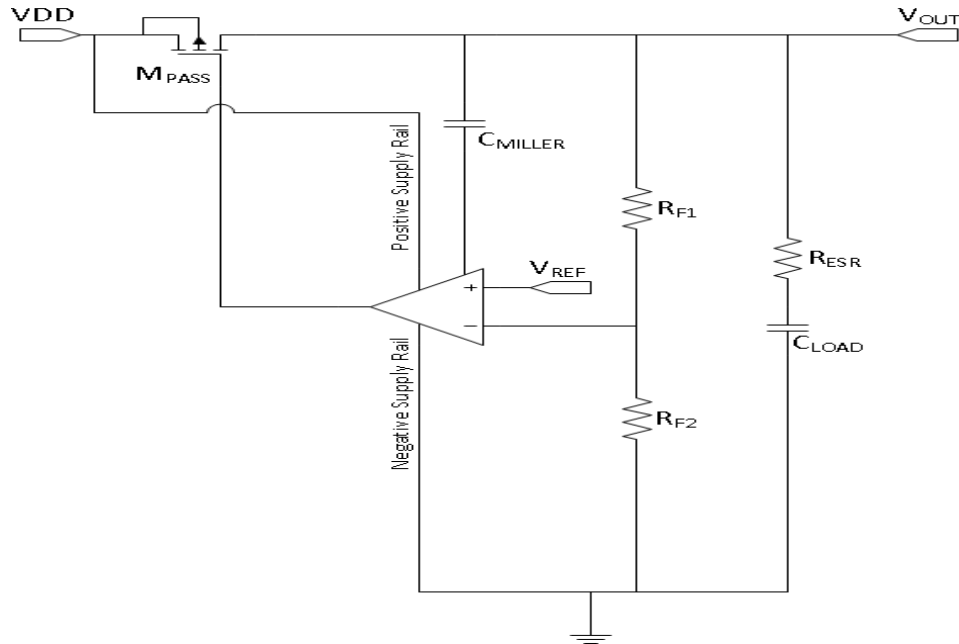 VDD
VOUT
MPASS
CMILLER
Positive Supply Rail
RF1
VREF
RESR
+
−
CLOAD
RF2
Negative Supply Rail